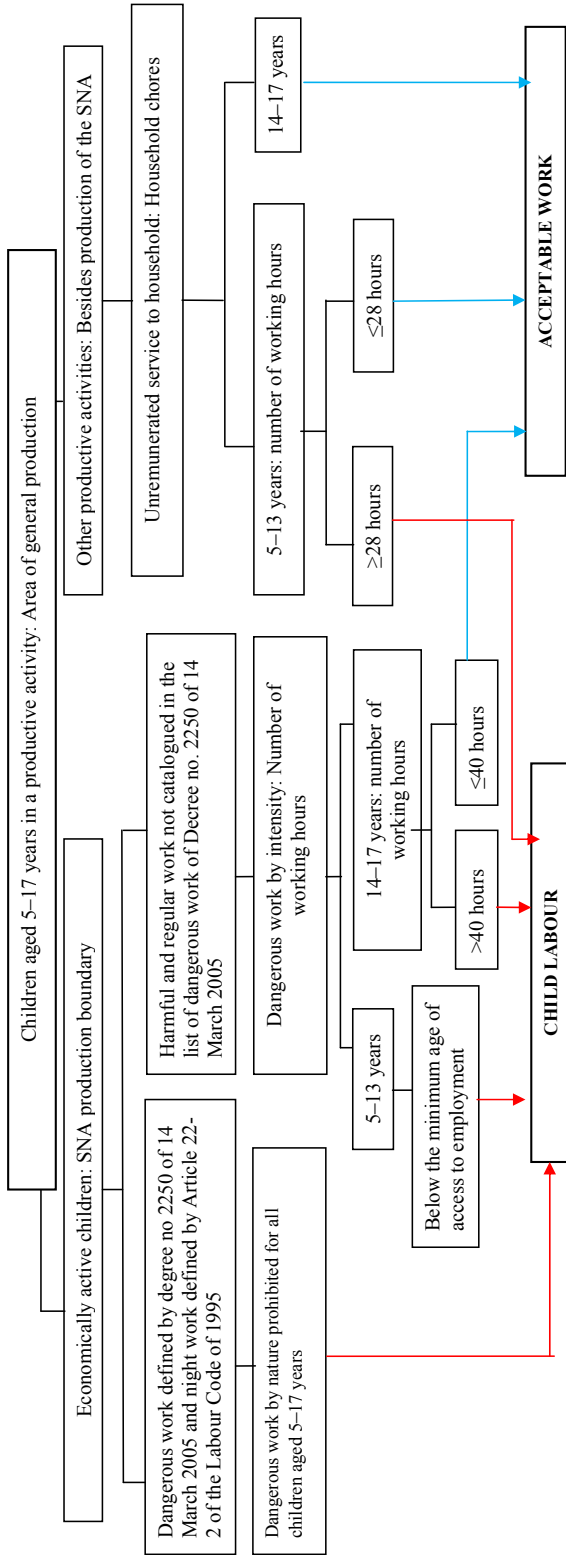 Children aged 5–17 years in a productive activity: Area of general production
Economically active children: SNA production boundary
Other productive activities: Besides production of the SNA
Dangerous work defined by degree no 2250 of 14
March 2005 and night work defined by Article 22-
2 of the Labour Code of 1995
Harmful and regular work not catalogued in the
list of dangerous work of Decree no. 2250 of 14
March 2005
Unremunerated service to household: Household chores
Dangerous work by nature prohibited for all
children aged 5–17 years
Dangerous work by intensity: Number of
working hours
5–13 years: number of working hours
14–17 years
5–13 years
14–17 years: number of
working hours
≥28 hours
≤28 hours
Below the minimum age of
access to employment
>40 hours
≤40 hours
CHILD LABOUR
ACCEPTABLE WORK